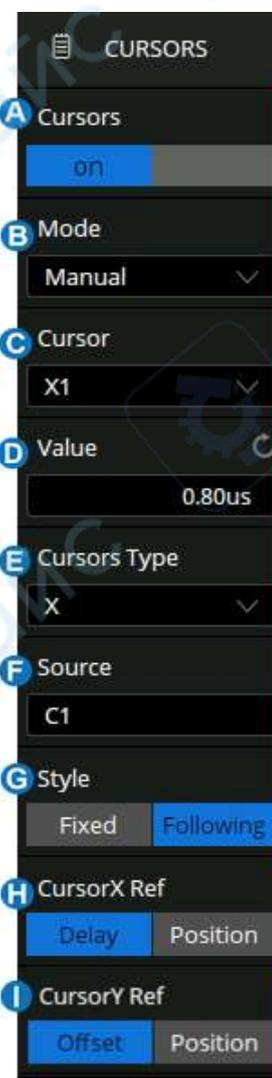 CURSORS
A Cursors
on
B Mode
Manual
C Cursor
X1
D Value
0.80us
E Cursors Type
X
F Source
C1
G Style
Fixed Following
H CursorX Ref
Delay Position
I CursorY Ref
Offset Position